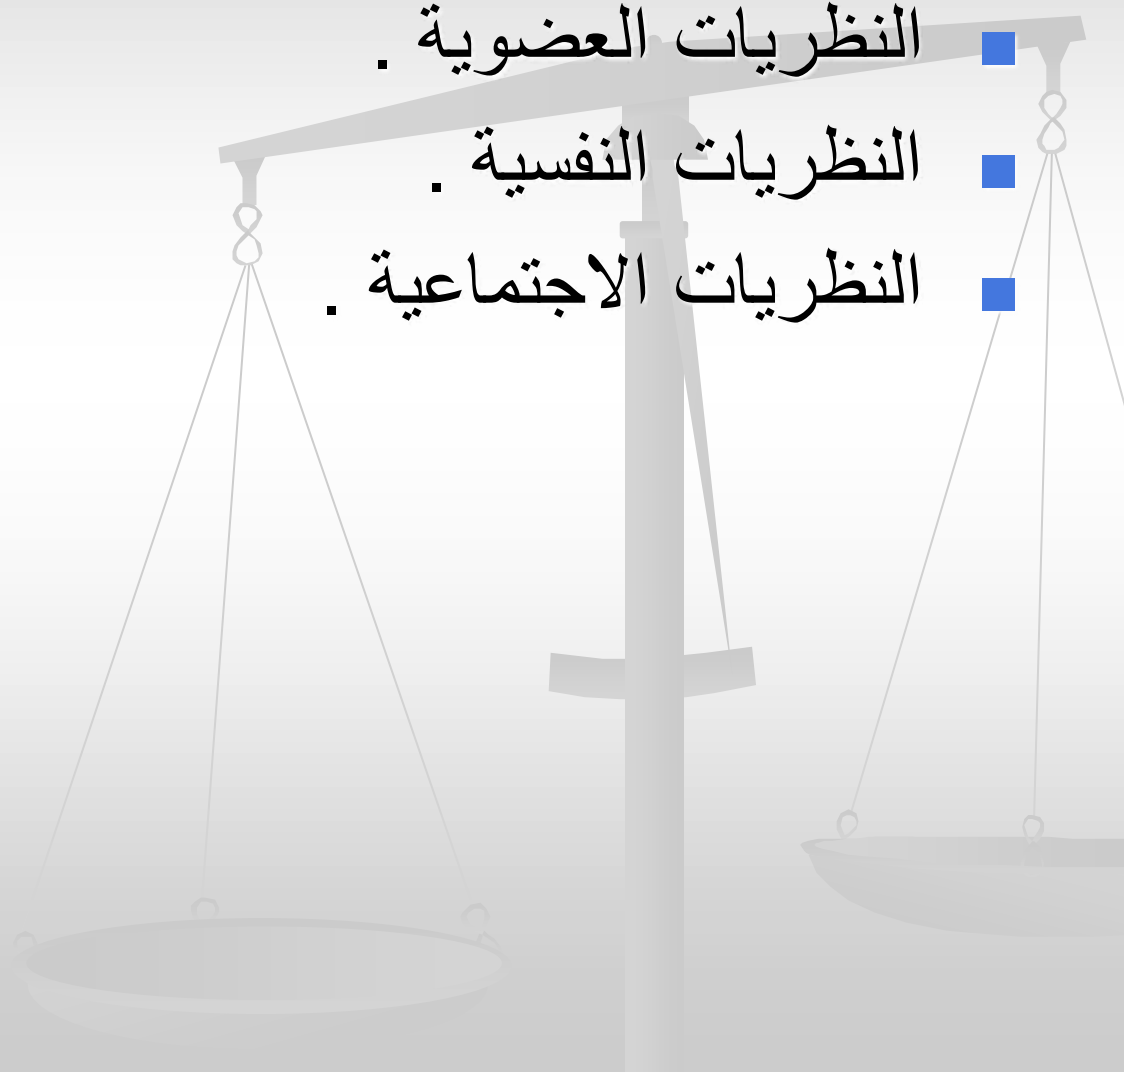 النظريات العضوية .
النظريات النفسية .
النظريات الاجتماعية .